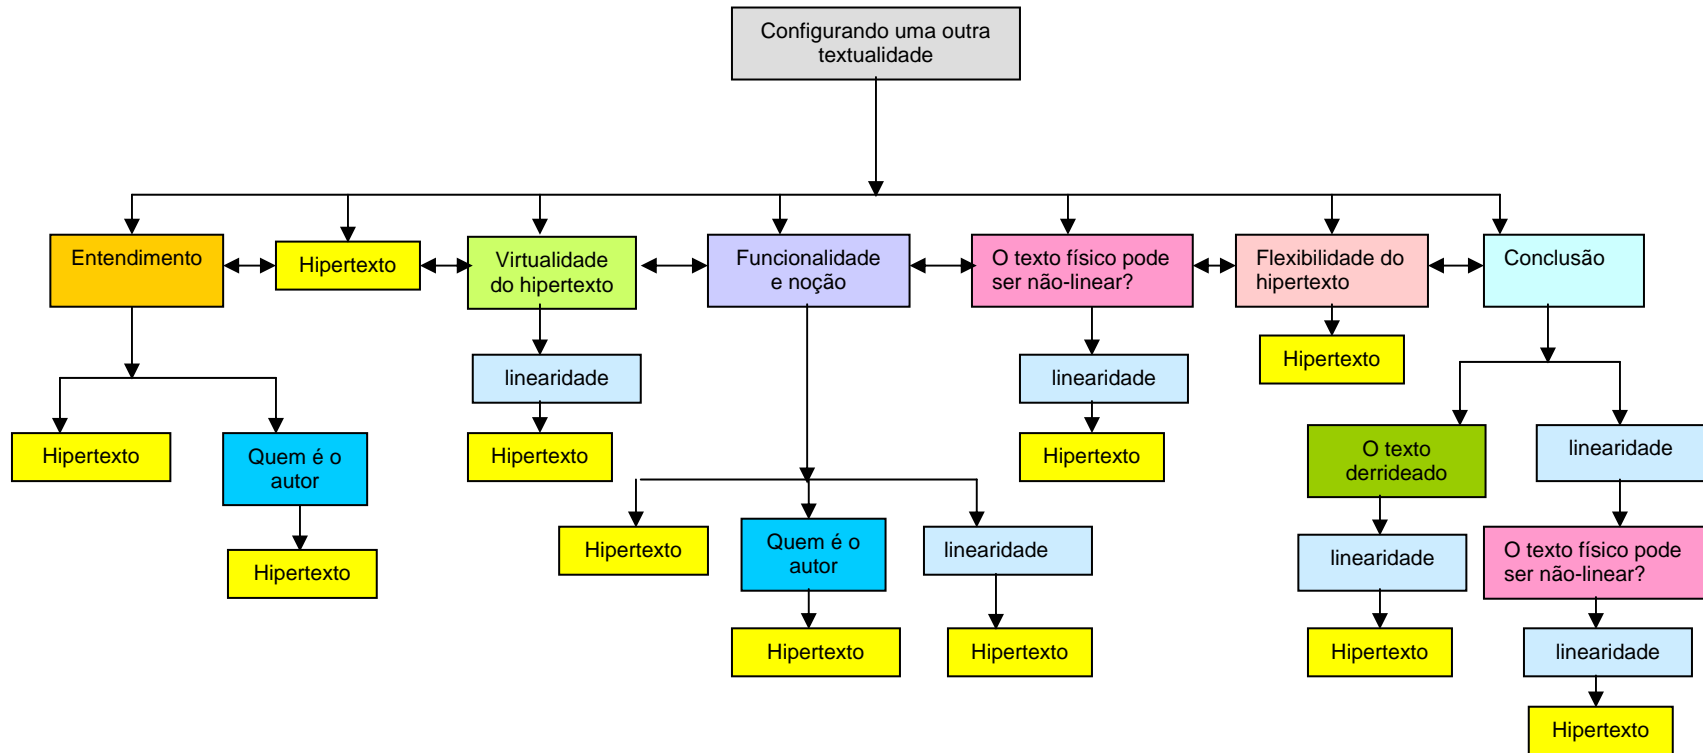 Configurando uma outra
textualidade
Entendimento
Hipertexto
Virtualidade
do hipertexto
Funcionalidade
e noção
O texto físico pode
ser não-linear?
Flexibilidade do
hipertexto
Conclusão
Hipertexto
linearidade
linearidade
Hipertexto
Quem é o
autor
Hipertexto
Hipertexto
O texto
derrideado
linearidade
Hipertexto
Hipertexto
Quem é o
autor
linearidade
linearidade
O texto físico pode
ser não-linear?
Hipertexto
Hipertexto
Hipertexto
linearidade
Hipertexto